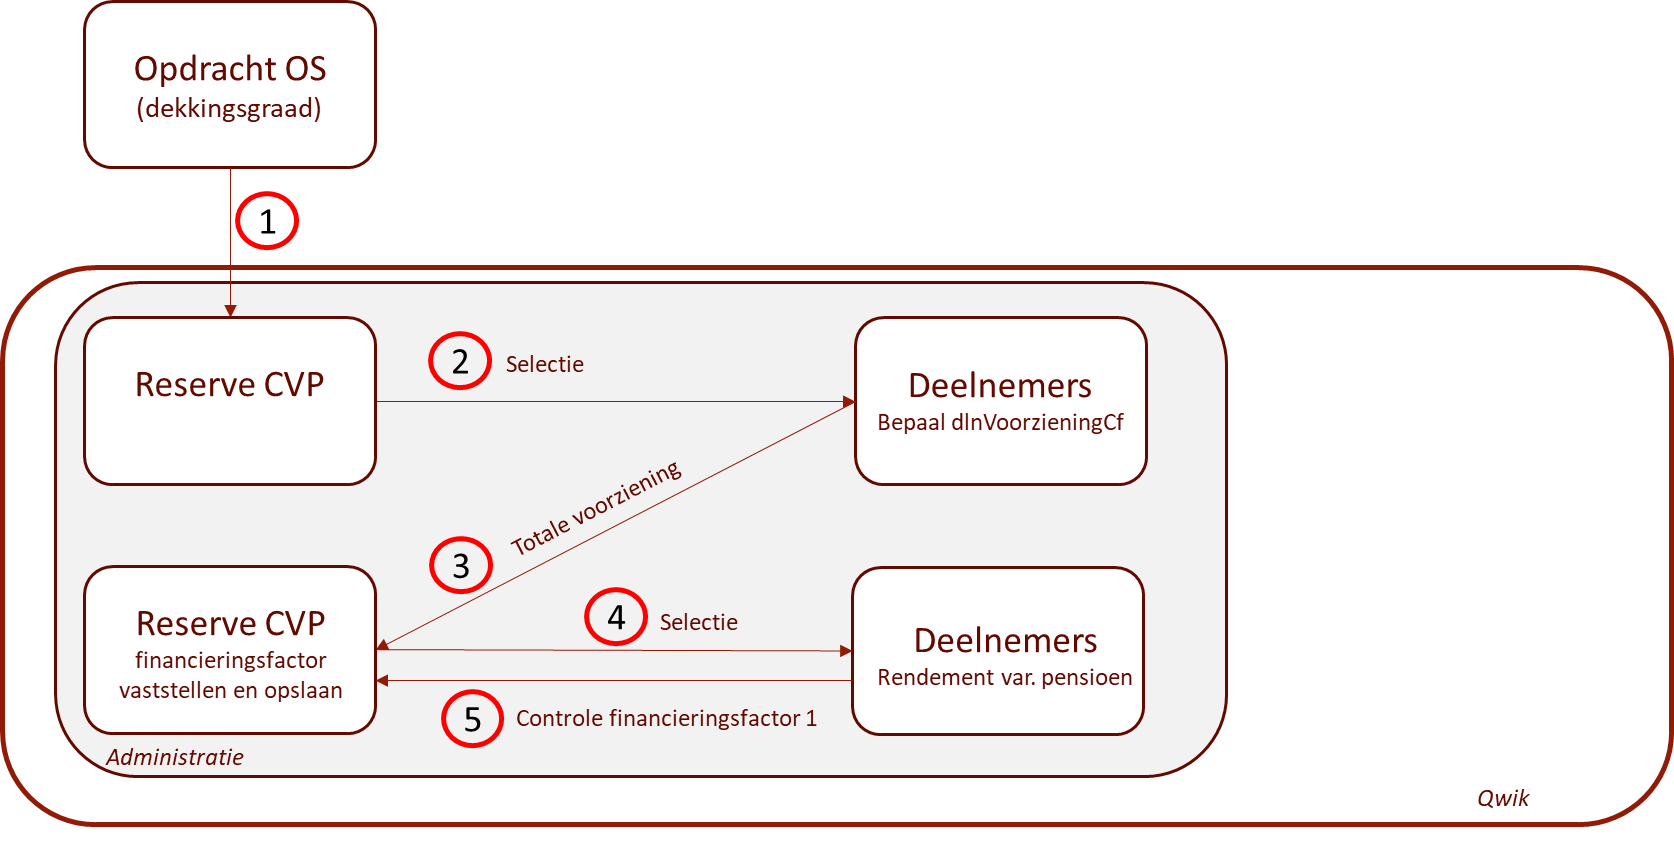 Opdracht OS
(dekkingsgraad)
1
Reserve CVP
2 Selectie
Deelnemers
Bepaal dlnVoorzieningCf
Totale voorziening
3
Reserve CVP
financieringsfactor
vaststellen en opslaan
4 Selectie
Deelnemers
Rendement var. pensioen
5 Controle financieringsfactor 1
Administratie
Qwik